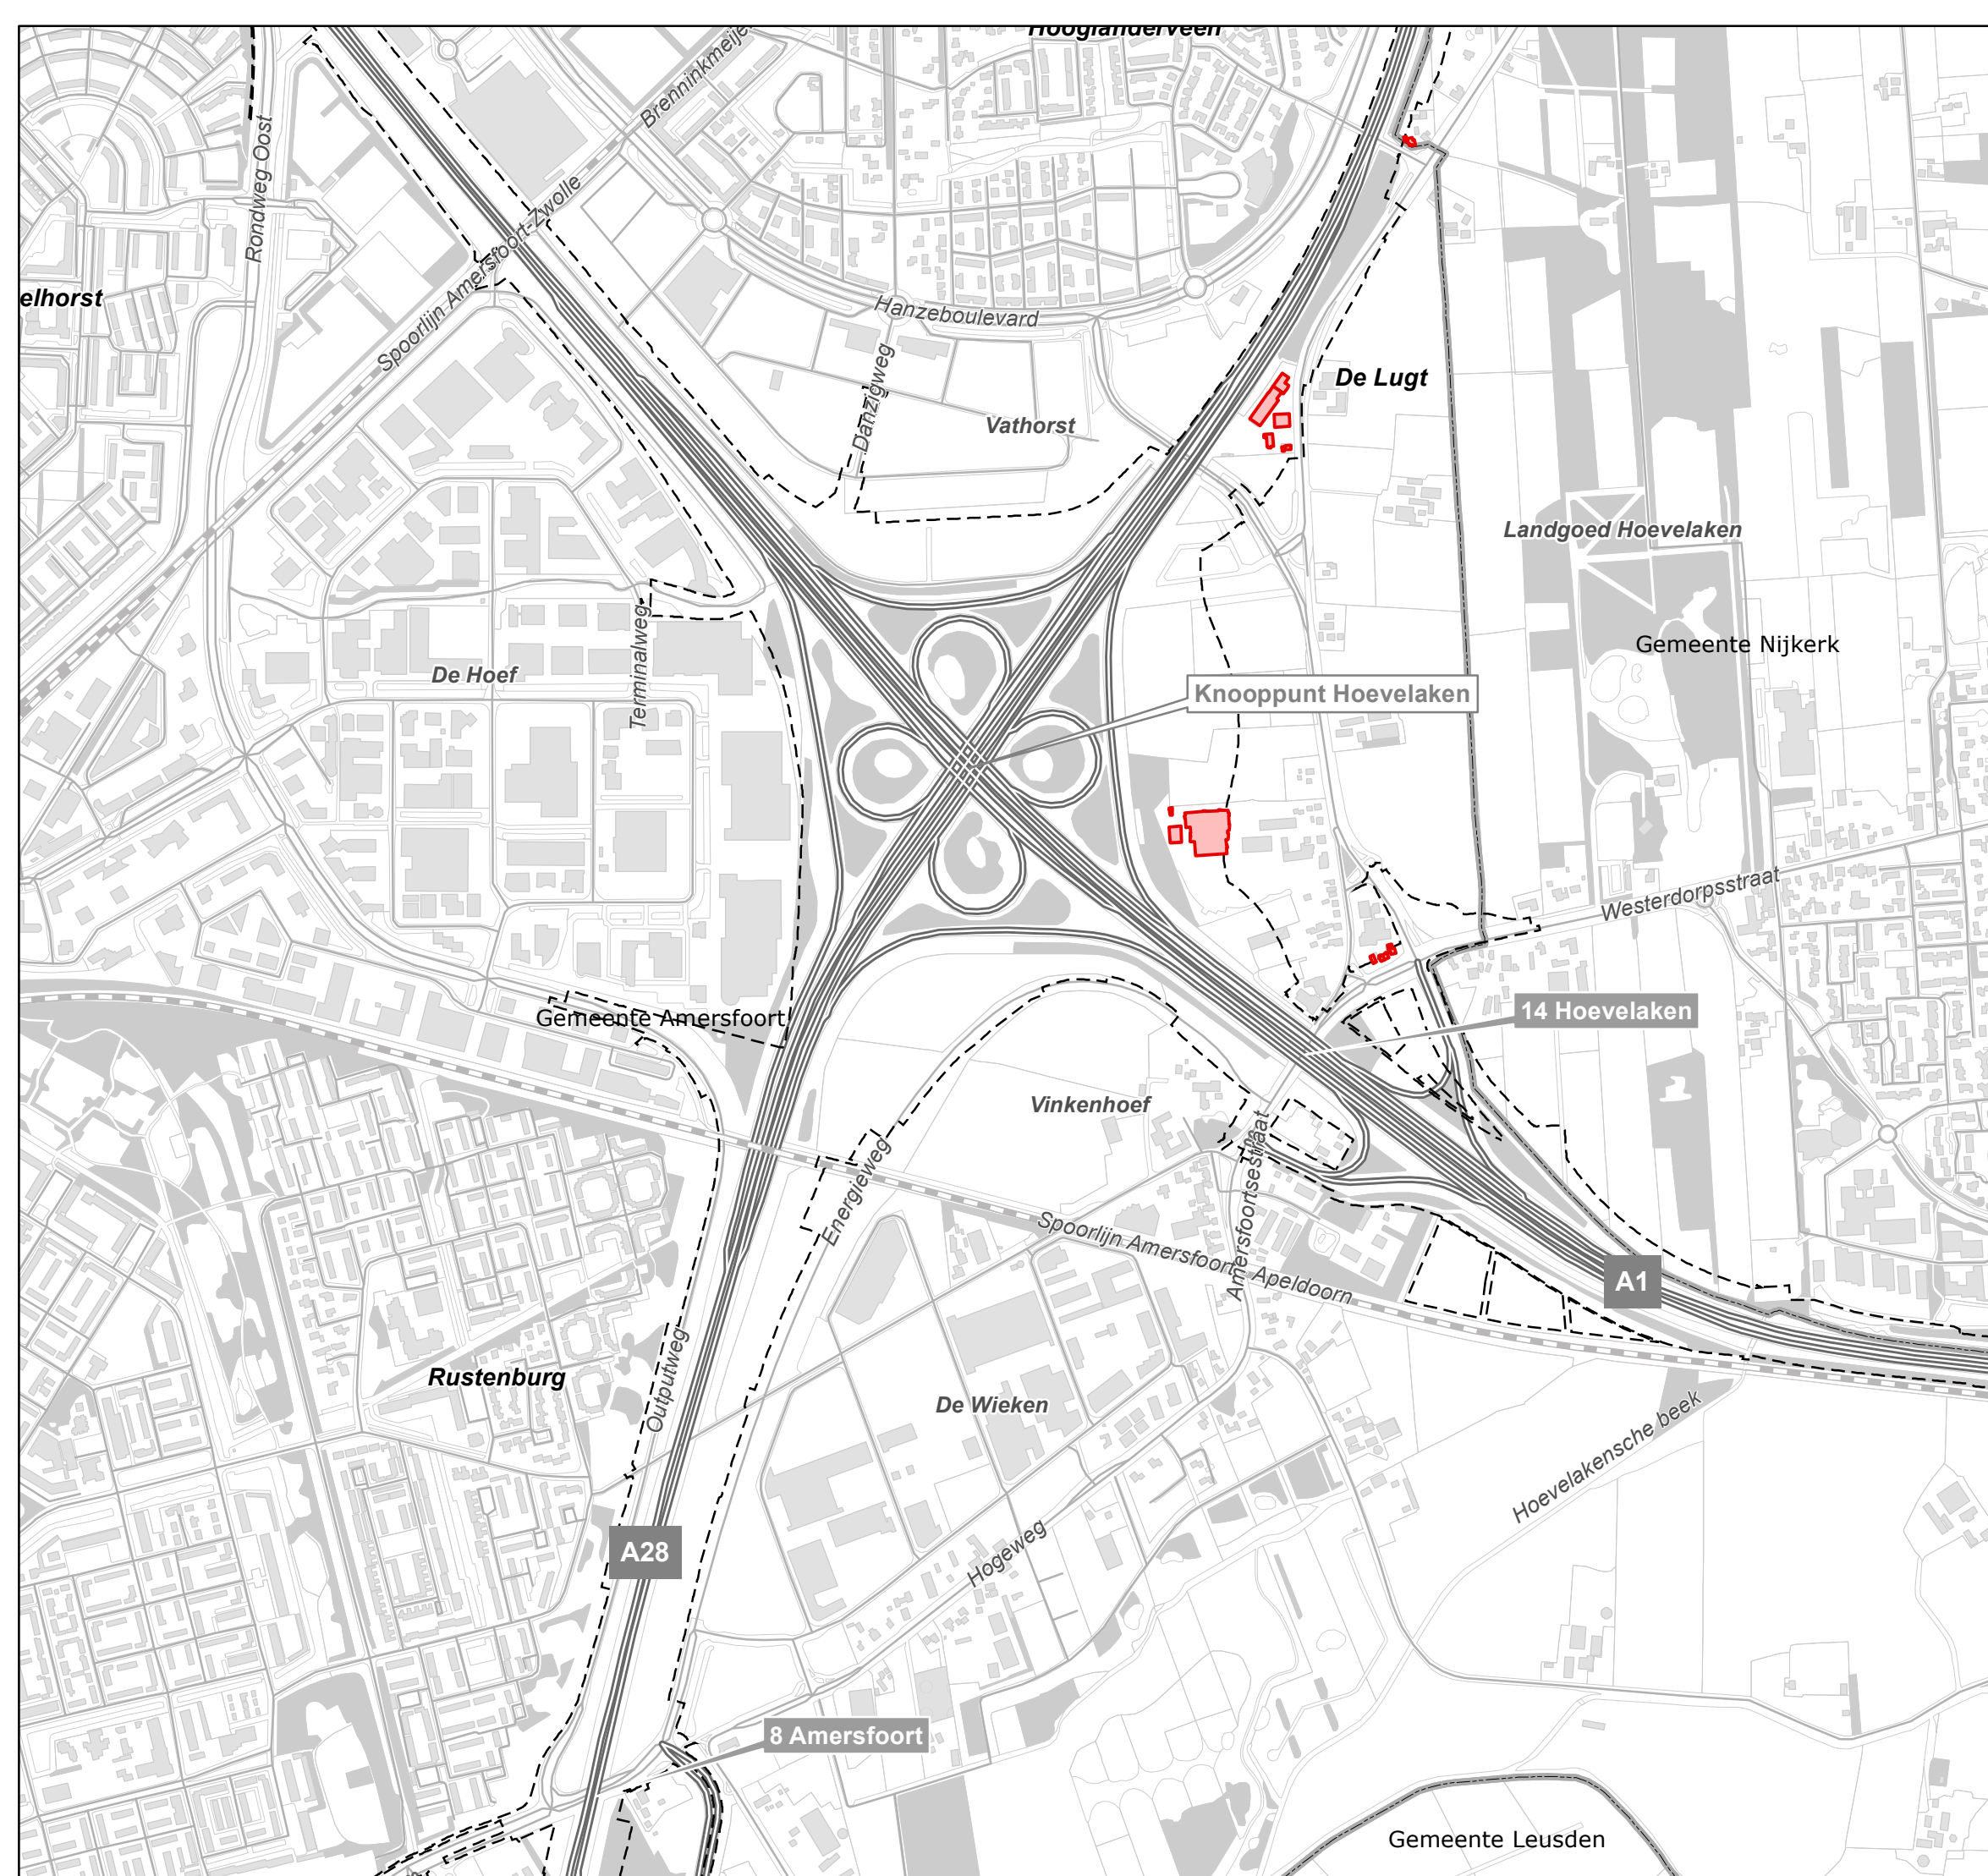 Hooglanderveen
Brenninkmeije
Rondweg Oost
Spoorlijn Amersfoort-Zwolle
elhorst
Hanzeboulevard
Danzigweg
De Lugt
Vathorst
Landgoed Hoevelaken
Gemeente Nijkerk
Terminalweg
De Hoef
Knooppunt Hoevelaken
Westerdorpsstraat
14 Hoevelaken
Gemeente Amersfoort
Vinkenhoef
Energieweg
Amersfoortsestraat
Spoorlijn Amersfoort - Apeldoorn
A1
Outputweg
Rustenburg
De Wieken
Hoevelakensche beek
A28
Hogeweg
8 Amersfoort
Gemeente Leusden